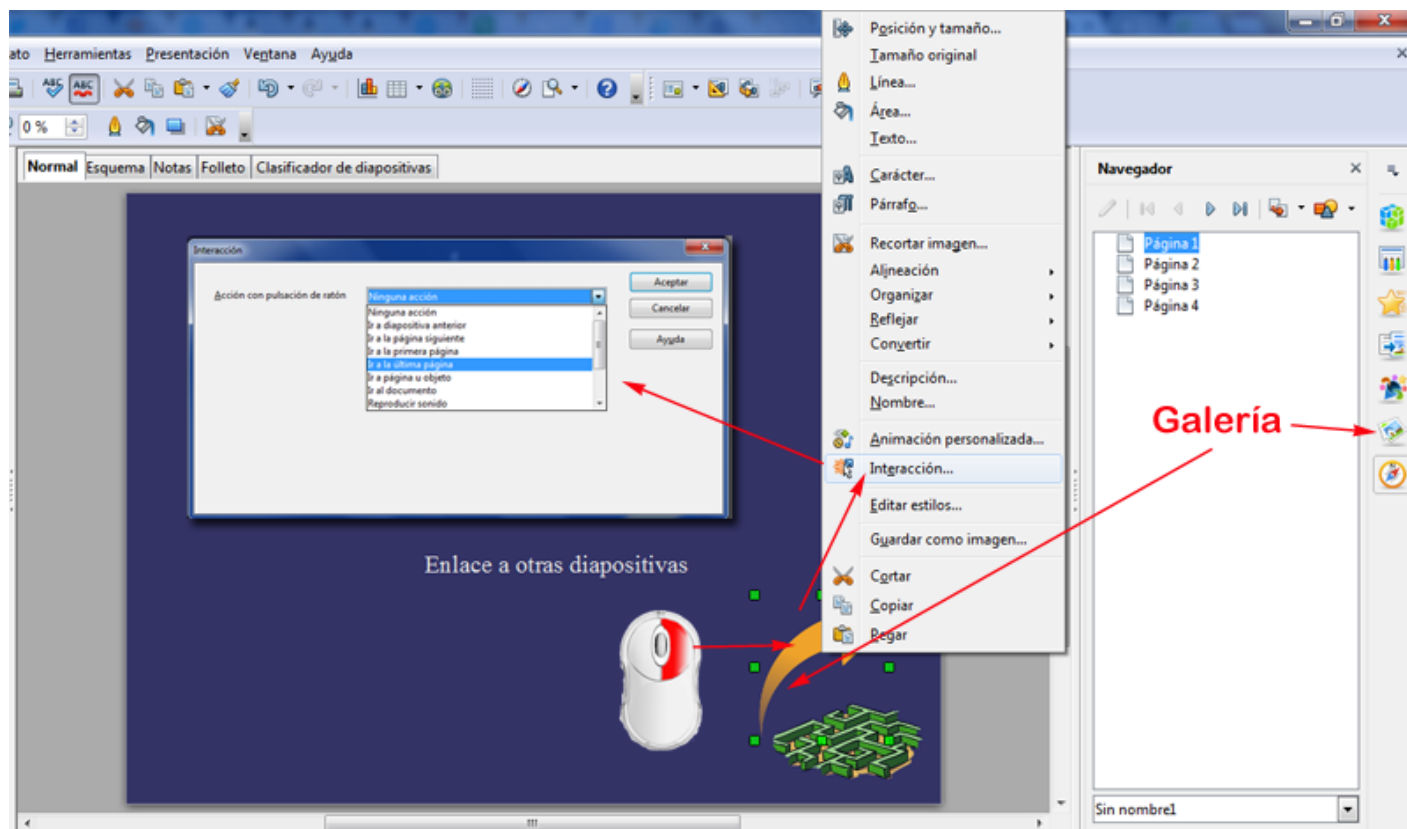 ato Herramientas Presentación Ventana Ayuda
0 %
Normal Esquema Notas Folleto Clasificador de diapositivas
Interacción
Acción con pulsación de ratón
Ninguna acción
Ninguna acción
Ir a diapositiva anterior
Ir a la página siguiente
Ir a la primera página
Ir a la última página
Ir a página u objeto
Ir al documento
Reproducir sonido
Aceptar
Cancelar
Ayuda
Enlace a otras diapositivas
Posición y tamaño...
Tamaño original
Línea...
Área...
Texto...
Carácter...
Párrafo...
Recortar imagen...
Alineación
Organizar
Reflejar
Convertir
Descripción...
Nombre...
Animación personalizada...
Interacción...
Editar estilos...
Guardar como imagen...
Cortar
Copiar
Pegar
Navegador
Página 1
Página 2
Página 3
Página 4
Galería
Sin nombre1